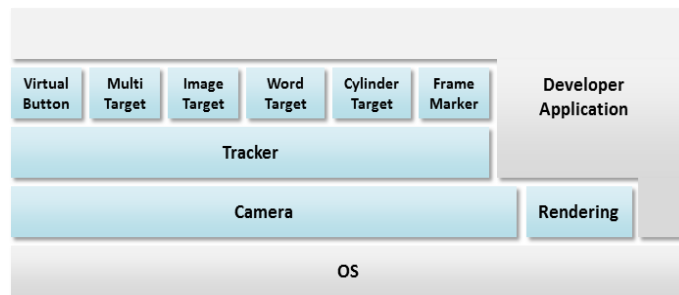 Virtual
Button
Multi
Target
Image
Target
Word
Target
Cylinder
Target
Frame
Marker
Developer
Application
Tracker
Camera
Rendering
OS